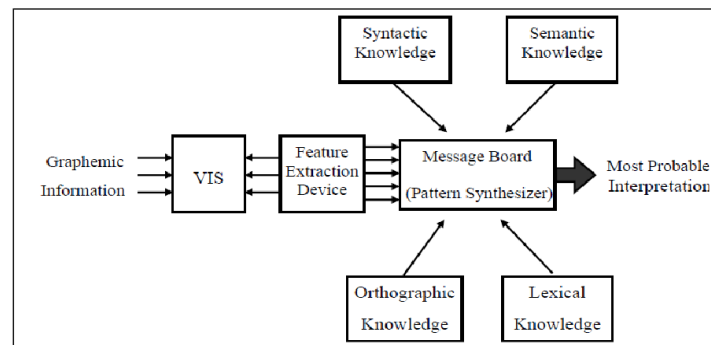 Syntactic
Knowledge
Semantic
Knowledge
Graphemic
Information
VIS
Feature
Extraction
Device
Message Board
(Pattern Synthesizer)
Most Probable
Interpretation
Orthographic
Knowledge
Lexical
Knowledge